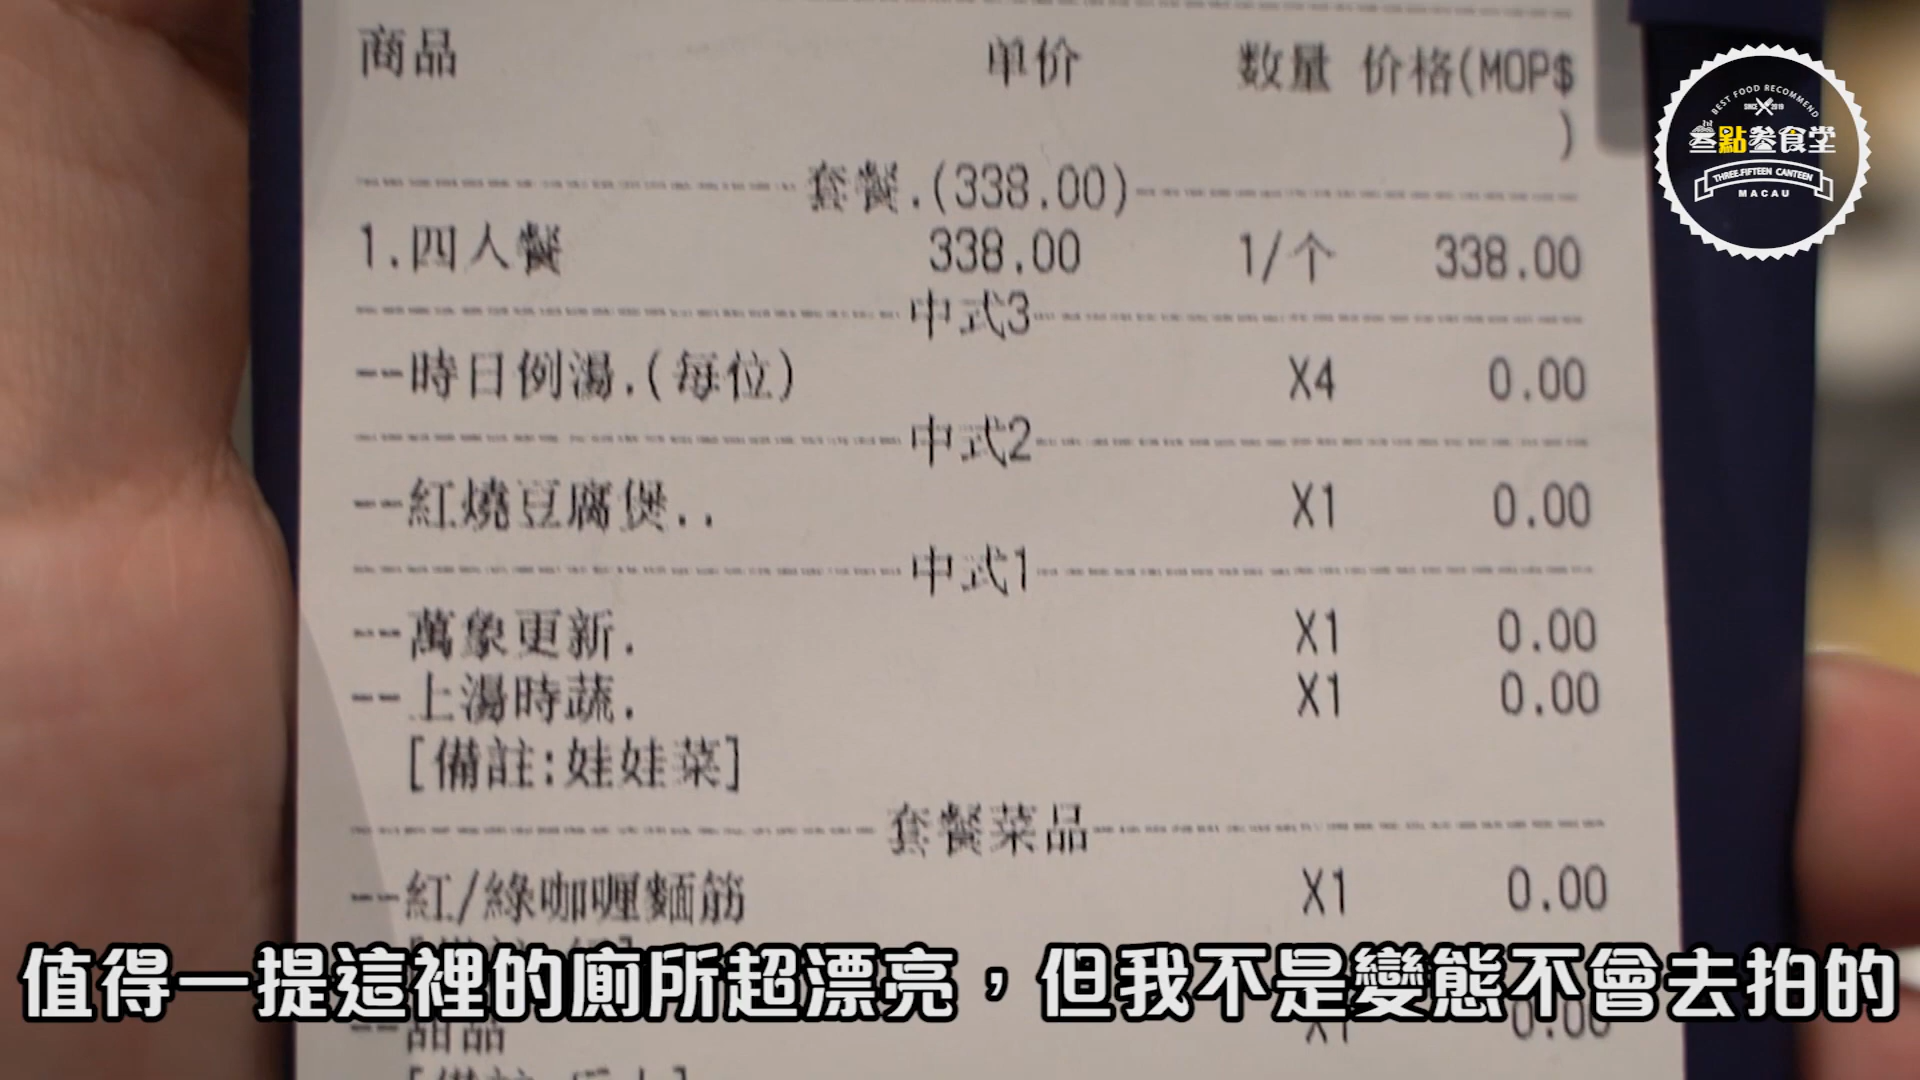 商品 单价 数量 价格(MOP$
)
套餐.(338.00)
1.四人餐 338.00 1/个 338.00
中式3
--時日例湯.(每位) X4 0.00
中式2
--紅燒豆腐煲.. X1 0.00
中式1
--萬象更新. X1 0.00
--上湯時蔬. X1 0.00
[備註:娃娃菜]
套餐菜品
--紅/綠咖喱麵筋 X1 0.00
--甜品 X1 0.00
值得一提這裡的廁所超漂亮，但我不是變態不會去拍的
BEST FOOD RECOMMEND
SINCE 2019
叁點叁食堂
THREE.FIFTEEN CANTEEN
MACAU